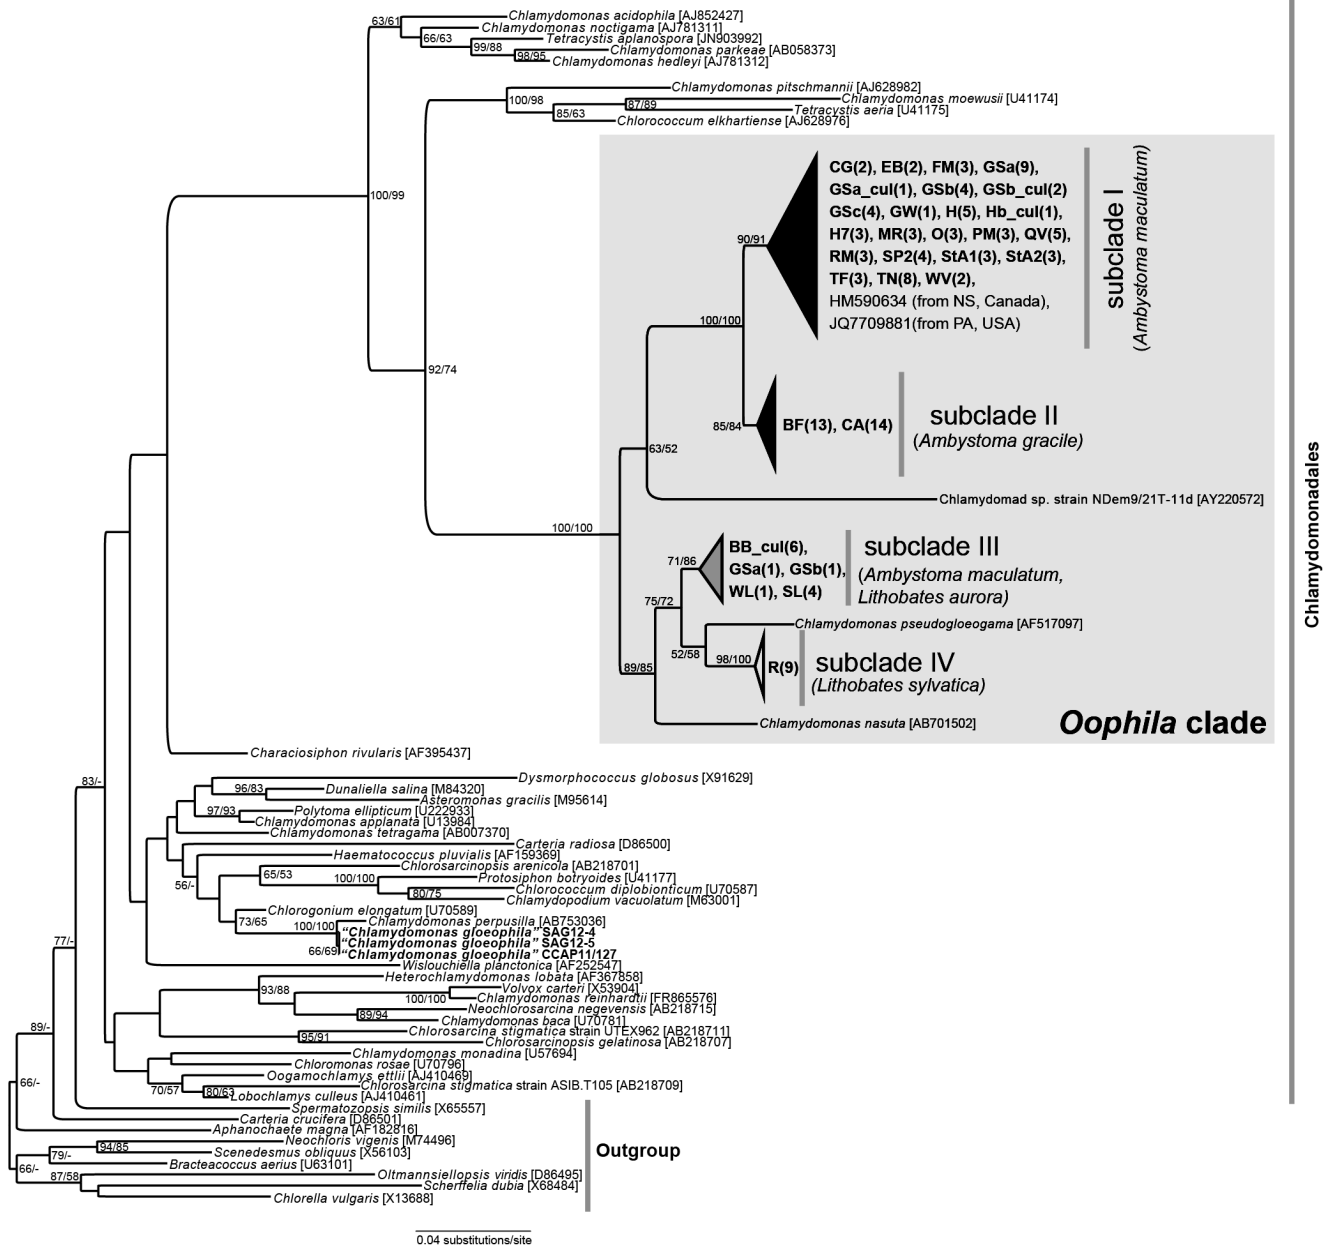 63/61
Chlamydomonas acidophila [AJ852427]
Chlamydomonas noctigama [AJ781311]
66/63
Tetracystis aplanospora [JN903992]
99/88
Chlamydomonas parkeae [AB058373]
98/95
Chlamydomonas hedleyi [AJ781312]
Chlamydomonas pitschmannii [AJ628982]
100/98
Chlamydomonas moewusii [U41174]
87/89
Tetracystis aeria [U41175]
85/63
Chlorococcum elkhartiense [AJ628976]
100/99
92/74
90/91
CG(2), EB(2), FM(3), GSa(9),
GSa_cul(1), GSb(4), GSb_cul(2)
GSc(4), GW(1), H(5), Hb_cul(1),
H7(3), MR(3), O(3), PM(3), QV(5),
RM(3), SP2(4), StA1(3), StA2(3),
TF(3), TN(8), WV(2),
HM590634 (from NS, Canada),
JQ7709881(from PA, USA)
subclade I
(Ambystoma maculatum)
100/100
85/84
BF(13), CA(14)
subclade II
(Ambystoma gracile)
63/52
Chlamydomad sp. strain NDem9/21T-11d [AY220572]
100/100
71/86
BB_cul(6),
GSa(1), GSb(1),
WL(1), SL(4)
subclade III
(Ambystoma maculatum,
Lithobates aurora)
75/72
Chlamydomonas pseudogloeogama [AF517097]
52/58
98/100
R(9)
subclade IV
(Lithobates sylvatica)
89/85
Chlamydomonas nasuta [AB701502]
Oophila clade
Chlamydomonadales
Characiosiphon rivularis [AF395437]
83/-
Dysmorphococcus globosus [X91629]
96/83
Dunaliella salina [M84320]
Asteromonas gracilis [M95614]
97/93
Polytoma ellipticum [U222933]
Chlamydomonas applanata [U13984]
Chlamydomonas tetragama [AB007370]
Carteria radiosa [D86500]
Haematococcus pluvialis [AF159369]
56/-
Chlorosarcinopsis arenicola [AB218701]
65/53
100/100
Protosiphon botryoides [U41177]
Chlorococcum diplobionticum [U70587]
80/75
Chlamydopodium vacuolatum [M63001]
Chlorogonium elongatum [U70589]
73/65
Chlamydomonas perpusilla [AB753036]
100/100
"Chlamydomonas gloeophila" SAG12-4
"Chlamydomonas gloeophila" SAG12-5
66/69
"Chlamydomonas gloeophila" CCAP11/127
77/-
Wislouchiella planctonica [AF252547]
Heterochlamydomonas lobata [AF367858]
93/88
Volvox carteri [X53904]
100/100
Chlamydomonas reinhardtii [FR865576]
Neochlorosarcina negevensis [AB218715]
89/94
Chlamydomonas baca [U70781]
Chlorosarcina stigmatica strain UTEX962 [AB218711]
95/91
Chlorosarcinopsis gelatinosa [AB218707]
89/-
Chlamydomonas monadina [U57694]
Chloromonas rosae [U70796]
Oogamochlamys ettlii [AJ410469]
70/57
Chlorosarcina stigmatica strain ASIB.T105 [AB218709]
80/63
Lobochlamys culleus [AJ410461]
66/-
Spermatozopsis similis [X65557]
Carteria crucifera [D86501]
Aphanochaete magna [AF182816]
Neochloris vigenis [M74496]
94/85
Scenedesmus obliquus [X56103]
79/-
Bracteacoccus aerius [U63101]
66/-
Oltmannsiellopsis viridis [D86495]
87/58
Scherffelia dubia [X68484]
Chlorella vulgaris [X13688]
Outgroup
0.04 substitutions/site